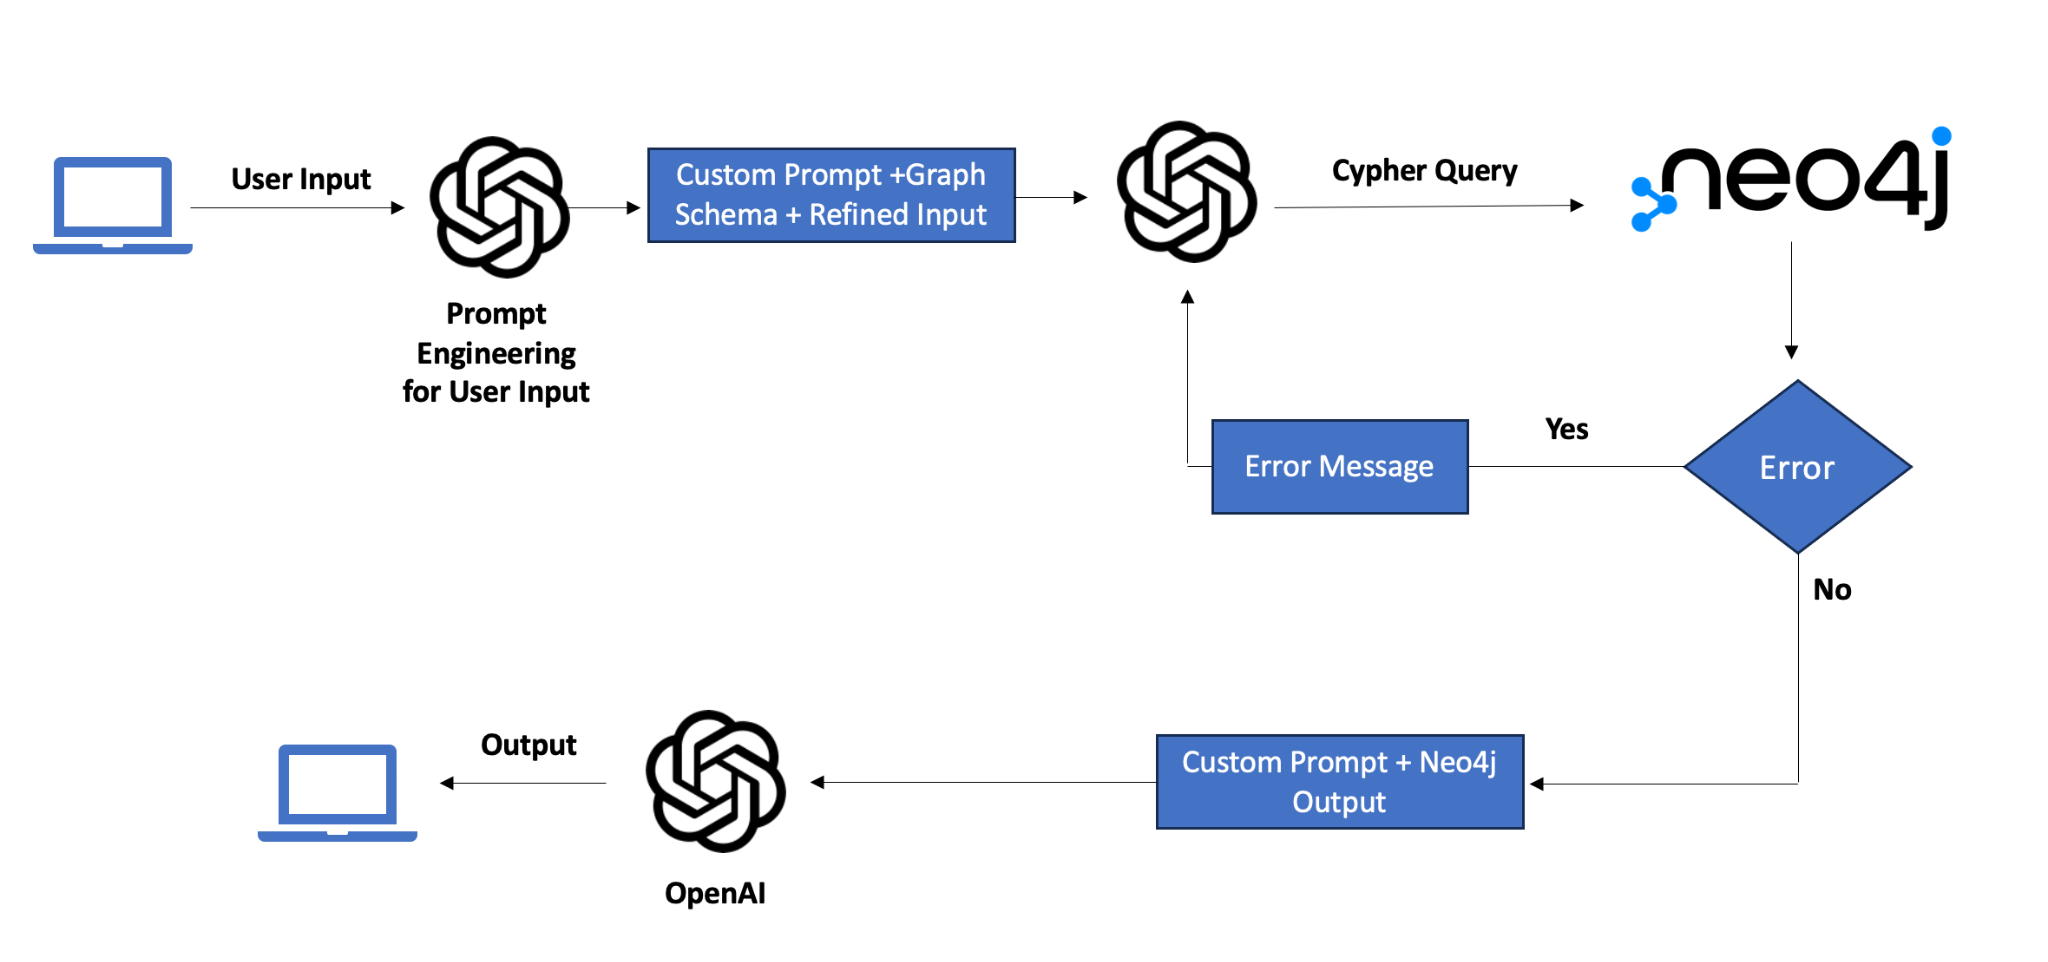 User Input
Prompt
Engineering
for User Input
Custom Prompt +Graph
Schema + Refined Input
Cypher Query
neo4j
Error
Yes
Error Message
No
Custom Prompt + Neo4j
Output
OpenAI
Output